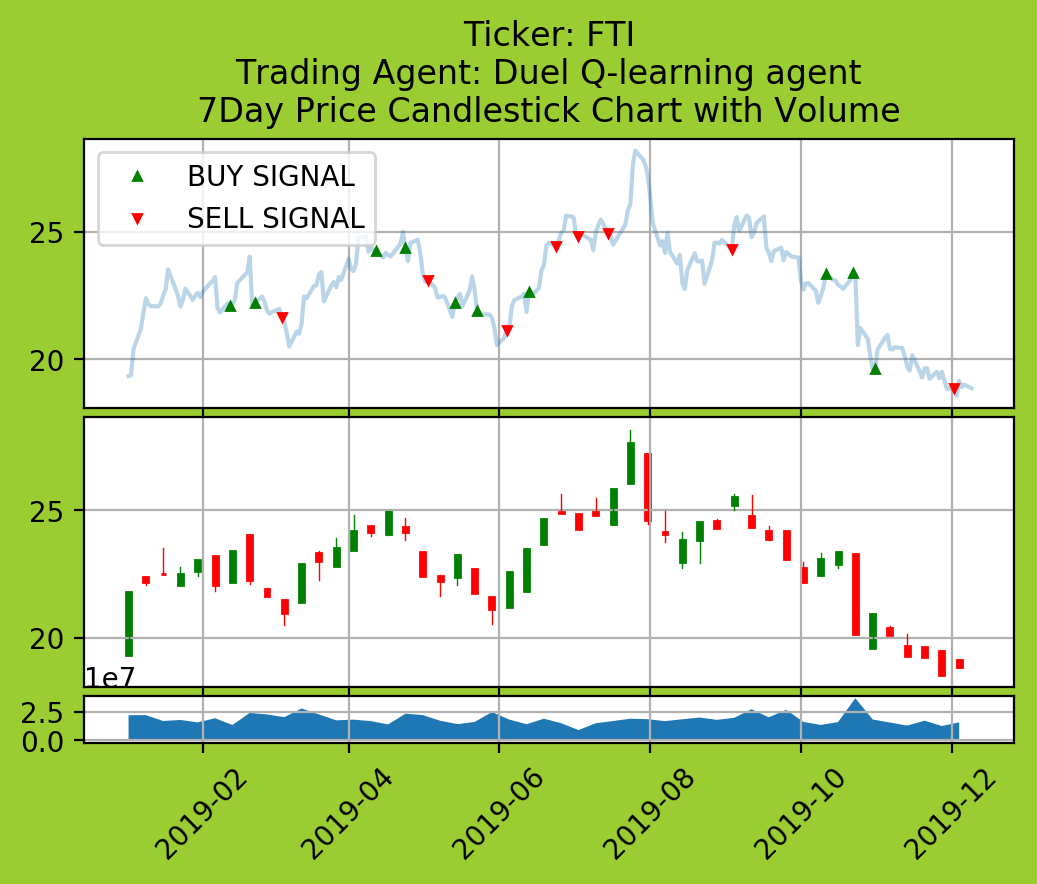 Ticker: FTI
Trading Agent: Duel Q-learning agent
7Day Price Candlestick Chart with Volume
BUY SIGNAL
SELL SIGNAL
25
20
25
20
1e7
2.5
0.0
2019-02
2019-04
2019-06
2019-08
2019-10
2019-12